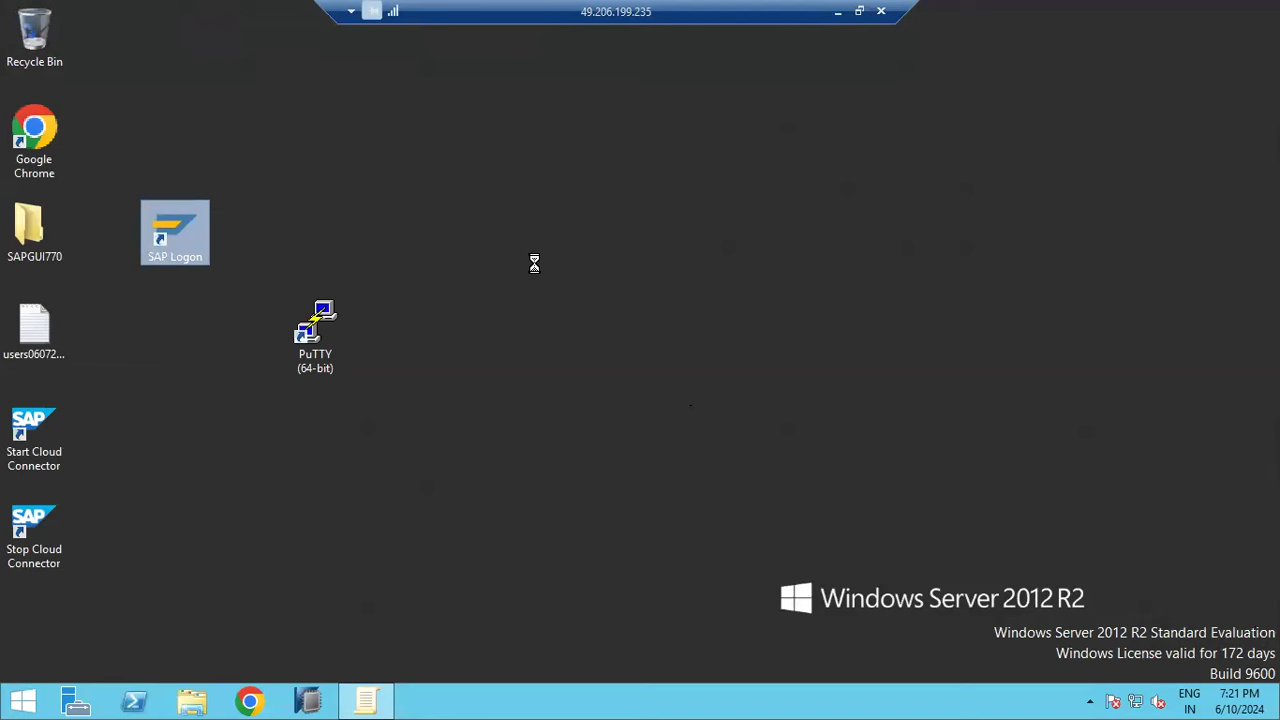 49.206.199.235
Recycle Bin
Google
Chrome
SAPGUI770
SAP Logon
users06072...
PuTTY
(64-bit)
SAP
Start Cloud
Connector
SAP
Stop Cloud
Connector
Windows Server 2012 R2
Windows Server 2012 R2 Standard Evaluation
Windows License valid for 172 days
Build 9600
ENG
IN
7:21 PM
6/10/2024